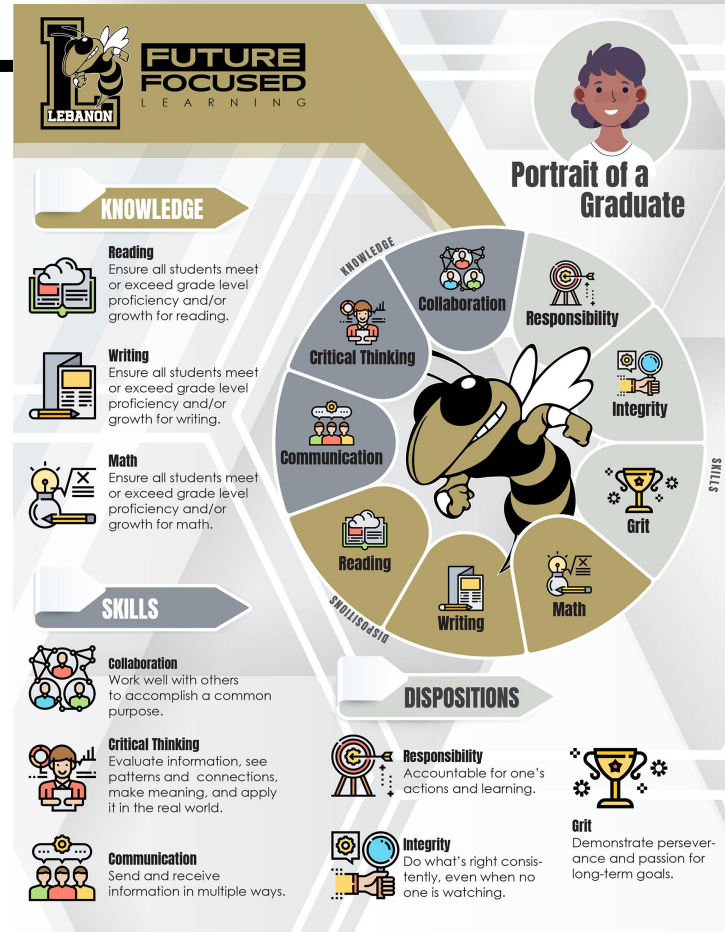 LEBANON
FUTURE
FOCUSED
LEARNING
Portrait of a
Graduate
KNOWLEDGE
Reading
Ensure all students meet
or exceed grade level
proficiency and/or
growth for reading.
Writing
Ensure all students meet
or exceed grade level
proficiency and/or
growth for writing.
Math
Ensure all students meet
or exceed grade level
proficiency and/or
growth for math.
KNOWLEDGE
Collaboration
Responsibility
Critical Thinking
Integrity
Communication
SKILLS
Grit
Reading
Math
Writing
DISPOSITIONS
SKILLS
Collaboration
Work well with others
to accomplish a common
purpose.
Critical Thinking
Evaluate information, see
patterns and connections,
make meaning, and apply
it in the real world.
Communication
Send and receive
information in multiple ways.
DISPOSITIONS
Responsibility
Accountable for one's
actions and learning.
Integrity
Do what's right consis-
tently, even when no
one is watching.
Grit
Demonstrate persever-
ance and passion for
long-term goals.